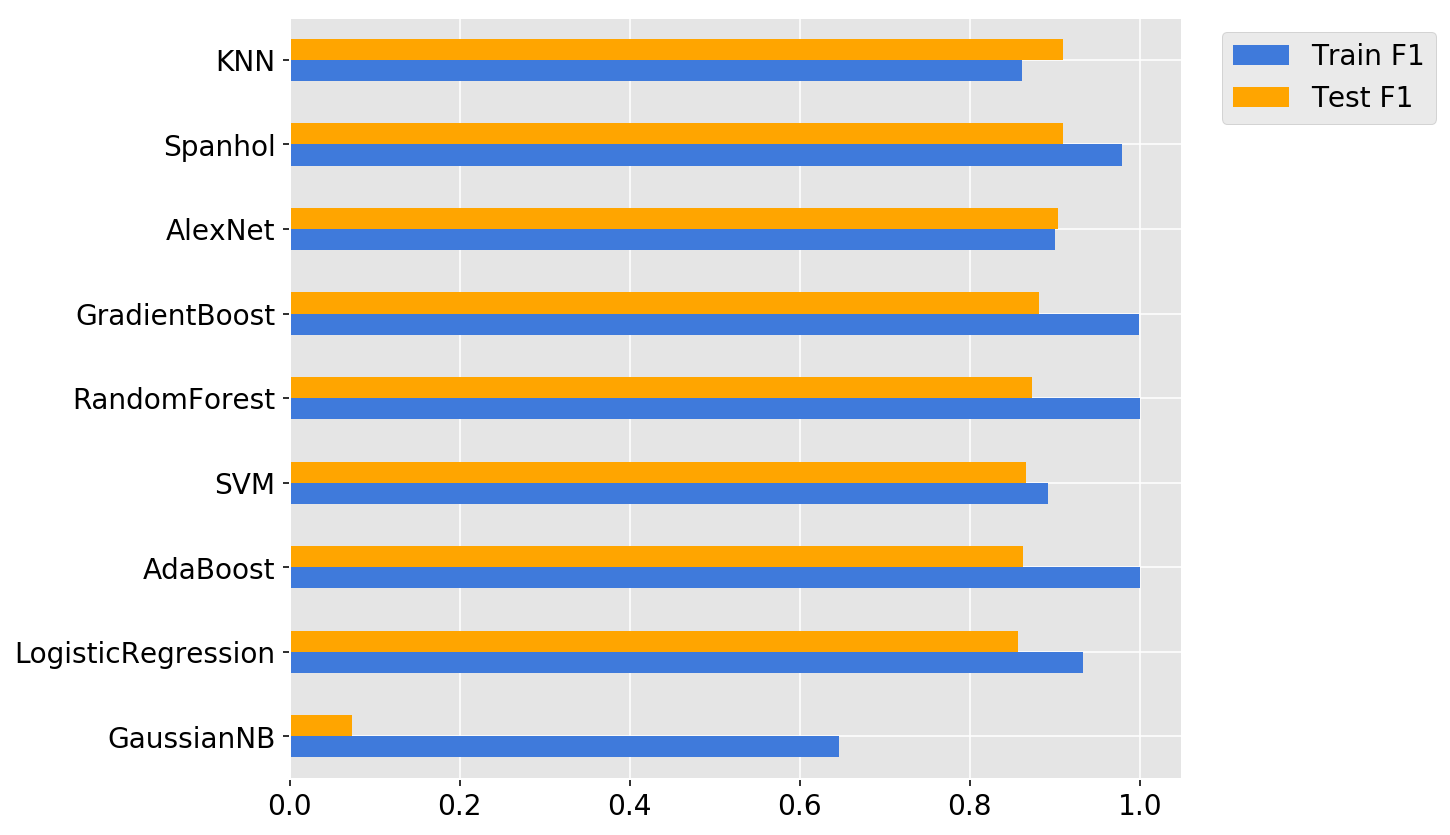 KNN
Spanhol
AlexNet
GradientBoost
RandomForest
SVM
AdaBoost
LogisticRegression
GaussianNB
0.0 0.2 0.4 0.6 0.8 1.0
Train F1
Test F1